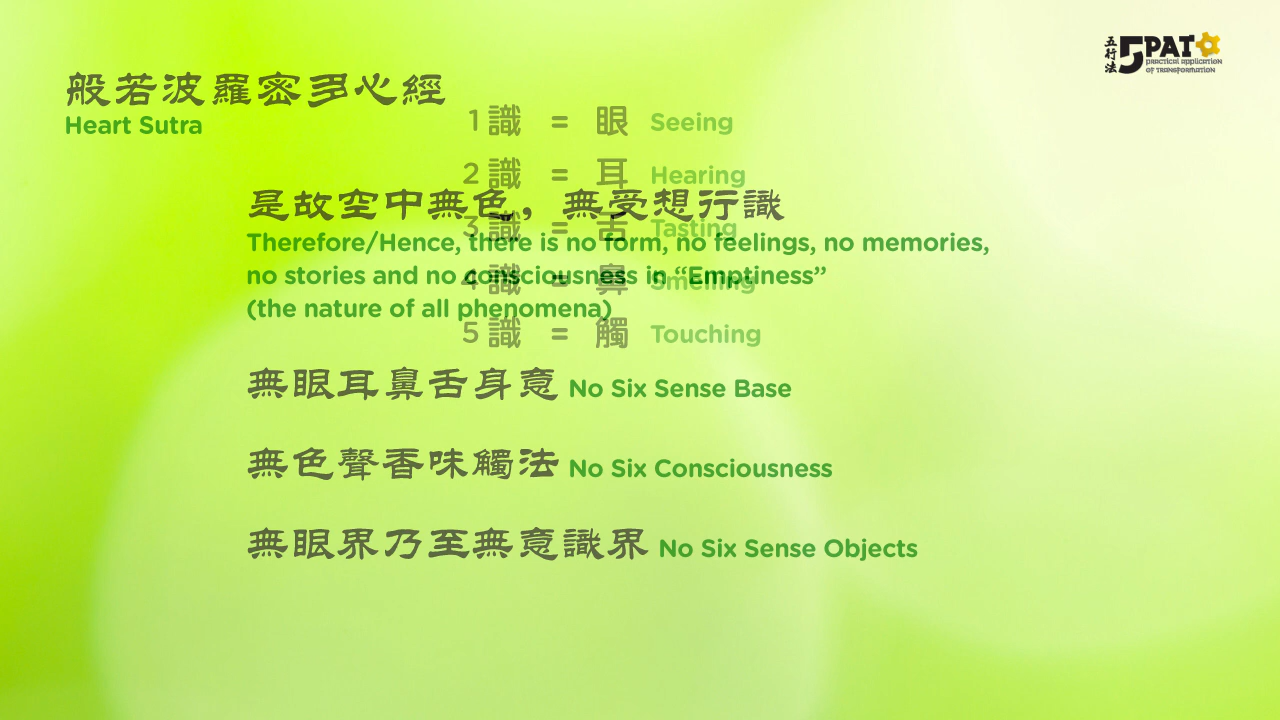 五行法 5PAT
PRACTICAL APPLICATION
OF TRANSFORMATION
般若波羅密多心經
Heart Sutra
1 識 = 眼 Seeing
2 識 = 耳 Hearing
是故空中無色，無受想行識
3 識 = 舌 Tasting
Therefore/Hence, there is no form, no feelings, no memories,
no stories and no consciousness in “Emptiness”
4 識 = 鼻 Smelling
(the nature of all phenomena)
5 識 = 觸 Touching
無眼耳鼻舌身意 No Six Sense Base
無色聲香味觸法 No Six Consciousness
無眼界乃至無意識界 No Six Sense Objects